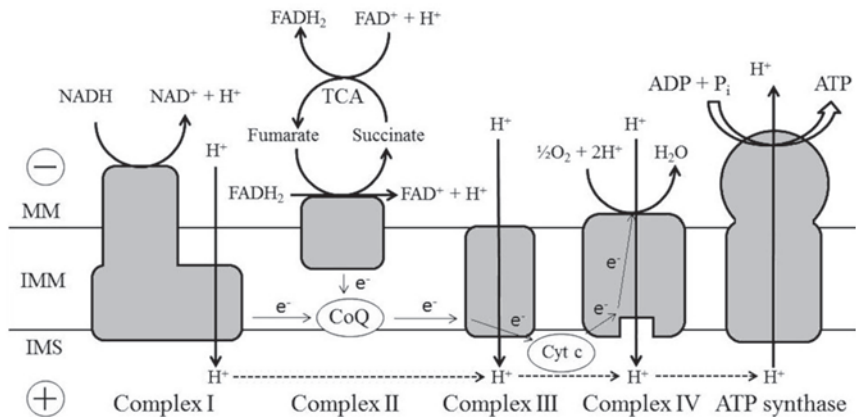 FADH₂ FAD⁺ + H⁺
NADH NAD⁺ + H⁺
TCA
ADP + Pᵢ H⁺ ATP
Fumarate Succinate
H⁺ H⁺ H⁺
½O₂ + 2H⁺ H₂O
−
FADH₂ FAD⁺ + H⁺
MM
IMM
e⁻ e⁻
e⁻ CoQ e⁻ e⁻ e⁻
IMS
Cyt c
H⁺ H⁺ H⁺ H⁺
+
Complex I Complex II Complex III Complex IV ATP synthase